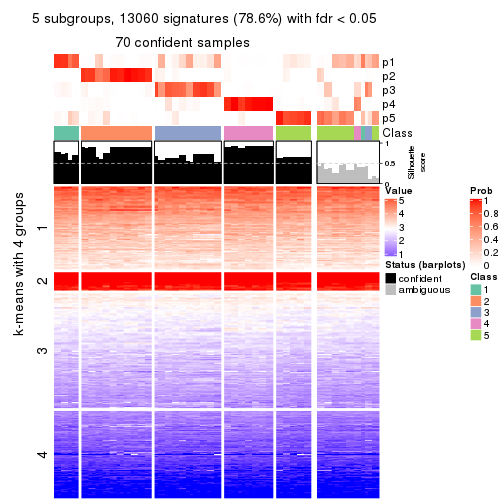 5 subgroups, 13060 signatures (78.6%) with fdr < 0.05
70 confident samples
p1
p2
p3
p4
p5
Class
1
0.5
0
Silhouette
score
k-means with 4 groups
1
2
3
4
Value
5
4
3
2
1
Status (barplots)
confident
ambiguous
Prob
1
0.8
0.6
0.4
0.2
0
Class
1
2
3
4
5